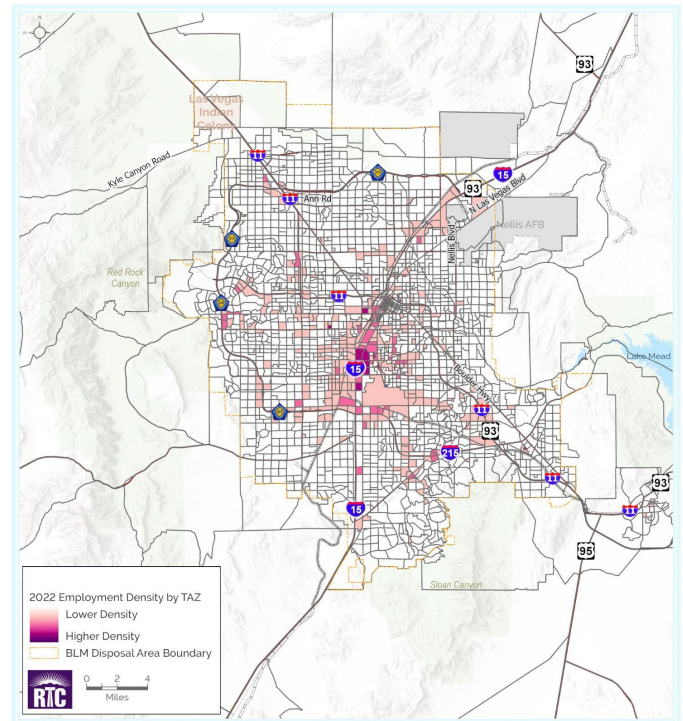 N
93
Las Vegas
Indian
Colony
11
Kyle Canyon Road
15
93
N Las Vegas Blvd
11
Ann Rd
Nellis Blvd
Nellis AFB
Red Rock
Canyon
11
Lake Mead
15
Boulder Hwy
11
93
215
11
93
15
11
95
Sloan Canyon
2022 Employment Density by TAZ
Lower Density
Higher Density
BLM Disposal Area Boundary
RTC
0 2 4
Miles